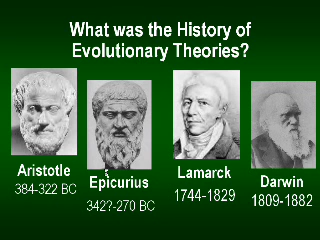 What was the History of
Evolutionary Theories?
Aristotle
384-322 BC
Epicurius
342?-270 BC
Lamarck
1744-1829
Darwin
1809-1882